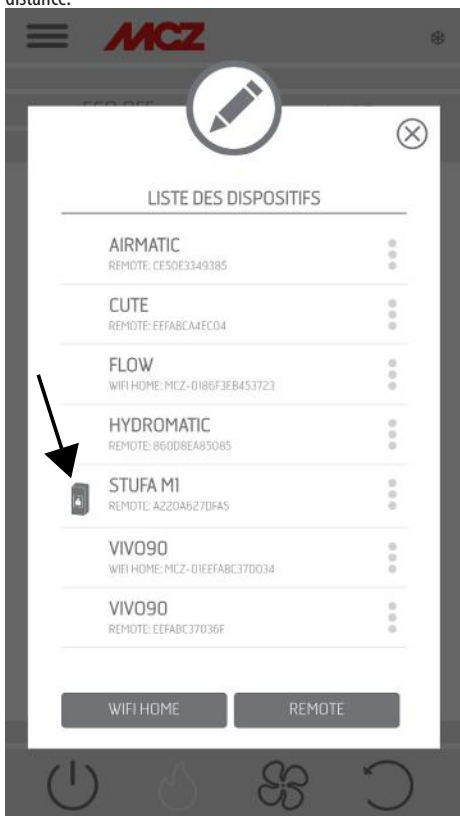 distance.
MCZ
LISTE DES DISPOSITIFS
AIRMATIC
REMOTE: CE50E3349385
CUTE
REMOTE: EEFABCA4EC04
FLOW
WIFI HOME: MCZ-0186F3EB453723
HYDROMATIC
REMOTE: 860D8EA85085
STUFA M1
REMOTE: A220A627DFA5
VIVO90
WIFI HOME: MCZ-01EEFABC37D034
VIVO90
REMOTE: EEFABC37036F
WIFI HOME
REMOTE